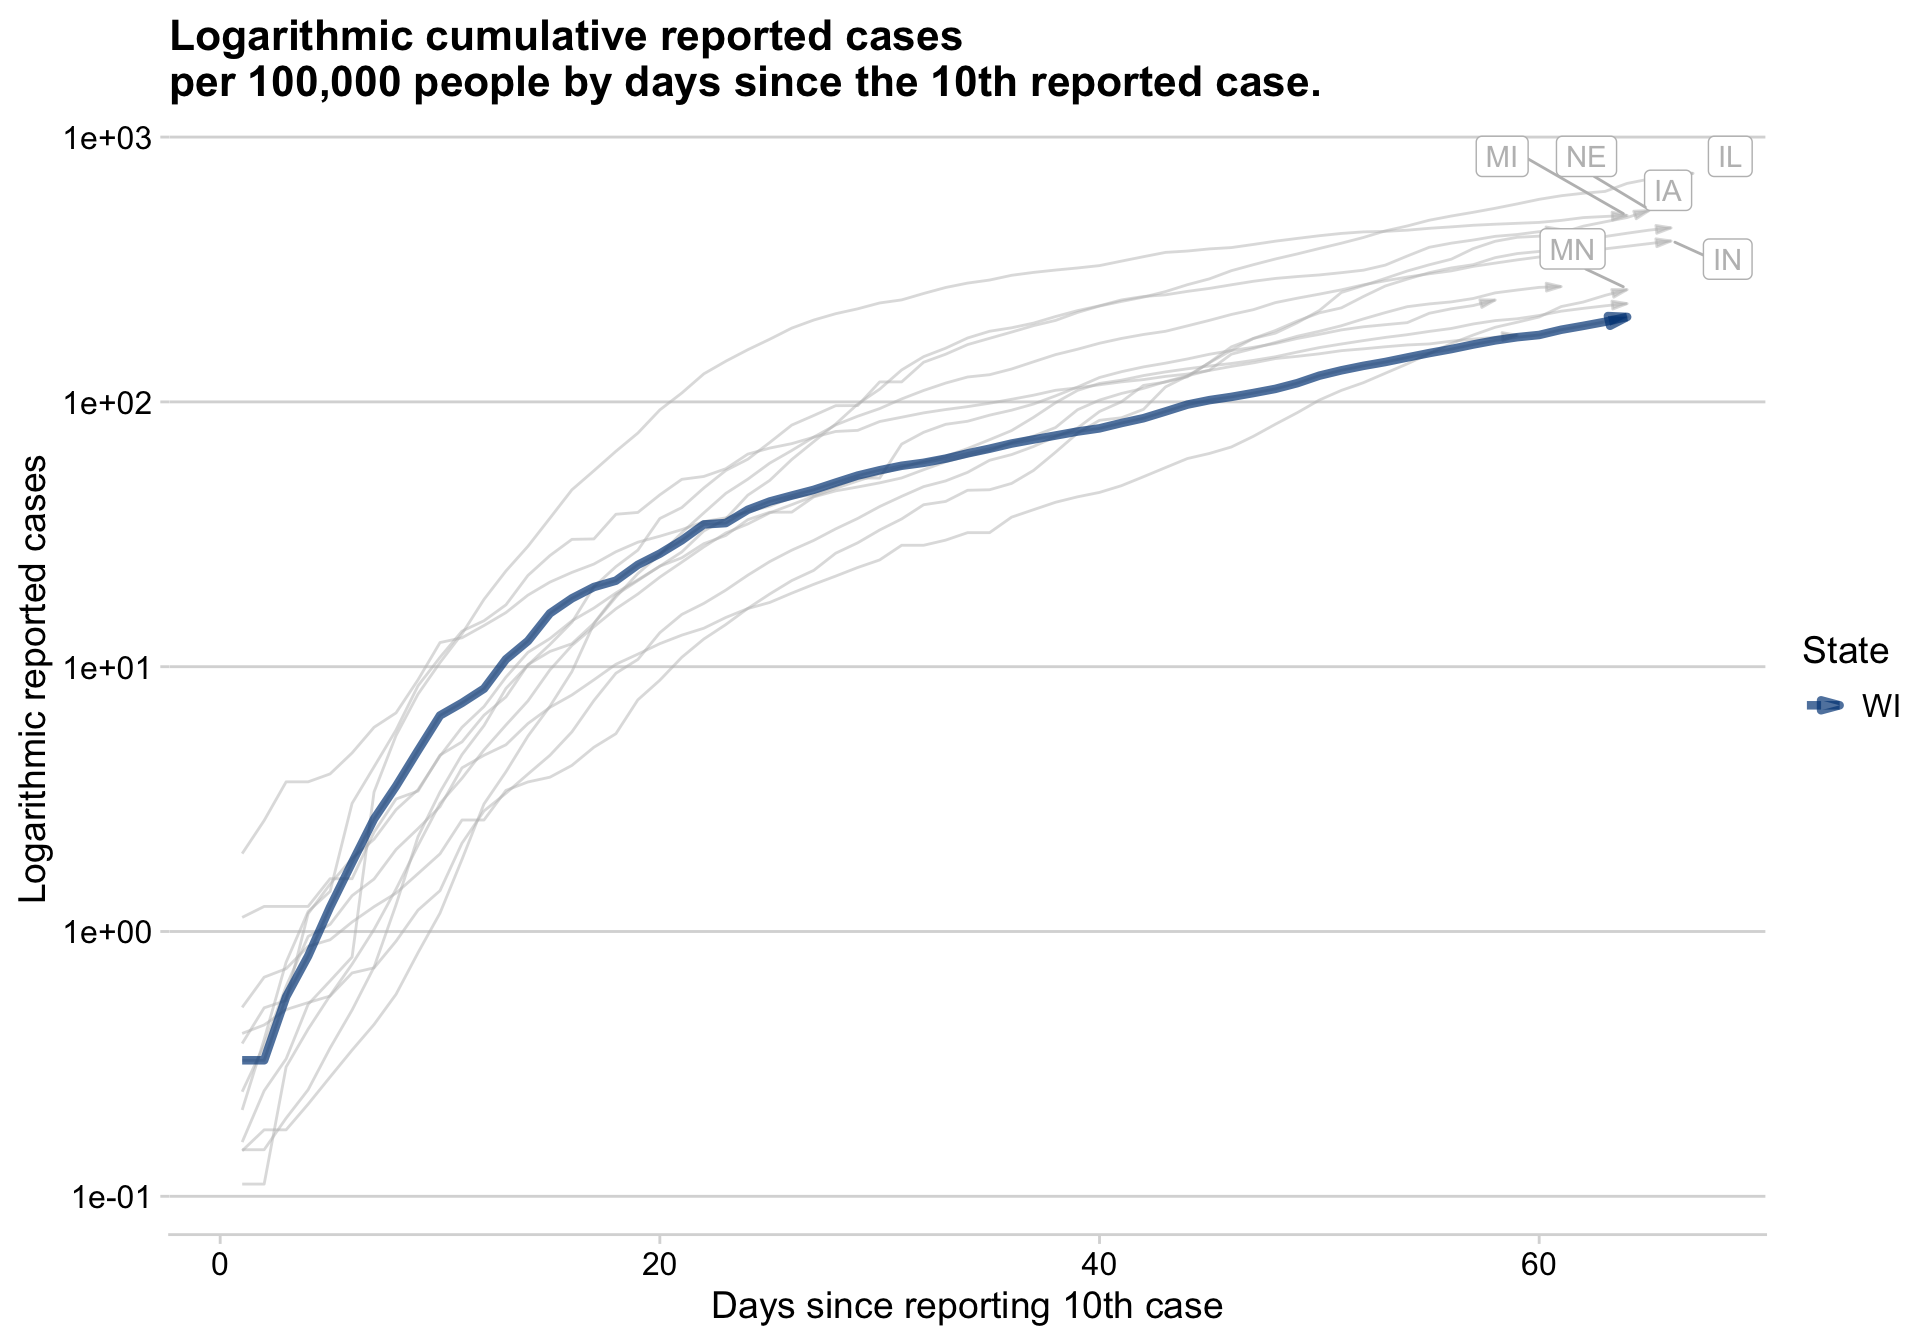 Logarithmic cumulative reported cases
per 100,000 people by days since the 10th reported case.
1e+03
1e+02
1e+01
1e+00
1e-01
Logarithmic reported cases
MI
NE
IL
IA
MN
IN
State
WI
0
20
40
60
Days since reporting 10th case